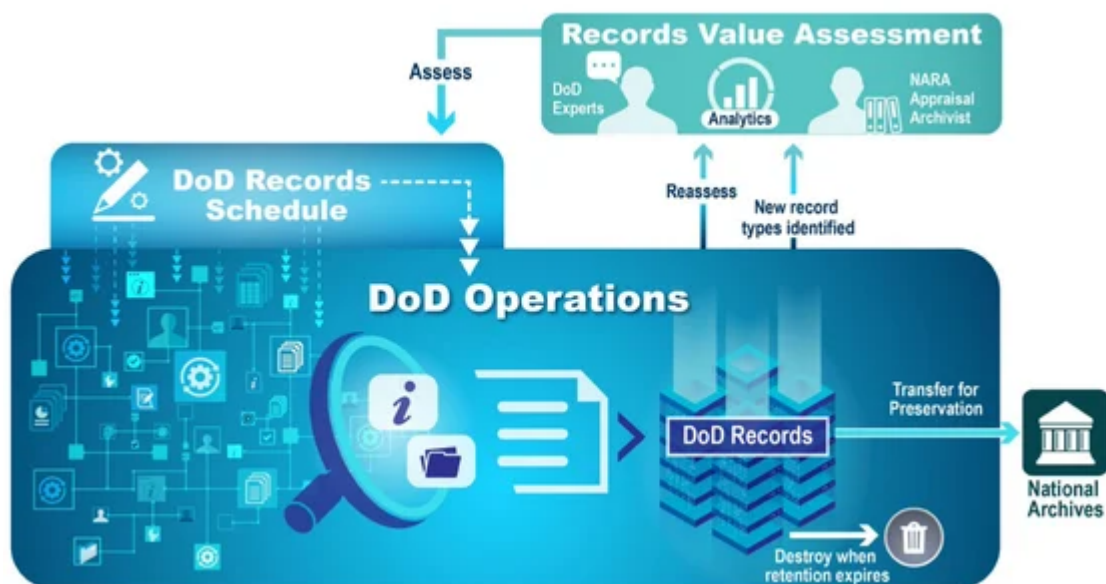 Records Value Assessment
DoD
Experts
Analytics
NARA
Appraisal
Archivist
Assess
Reassess
New record
types identified
DoD Records
Schedule
DoD Operations
i
DoD Records
Transfer for
Preservation
National
Archives
Destroy when
retention expires